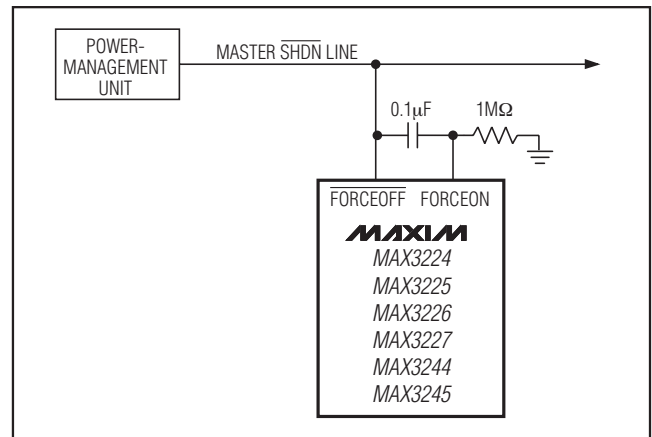 POWER-
MANAGEMENT
UNIT
MASTER SHDN LINE
0.1µF
1MΩ
FORCEOFF FORCEON
MAXIM
MAX3224
MAX3225
MAX3226
MAX3227
MAX3244
MAX3245